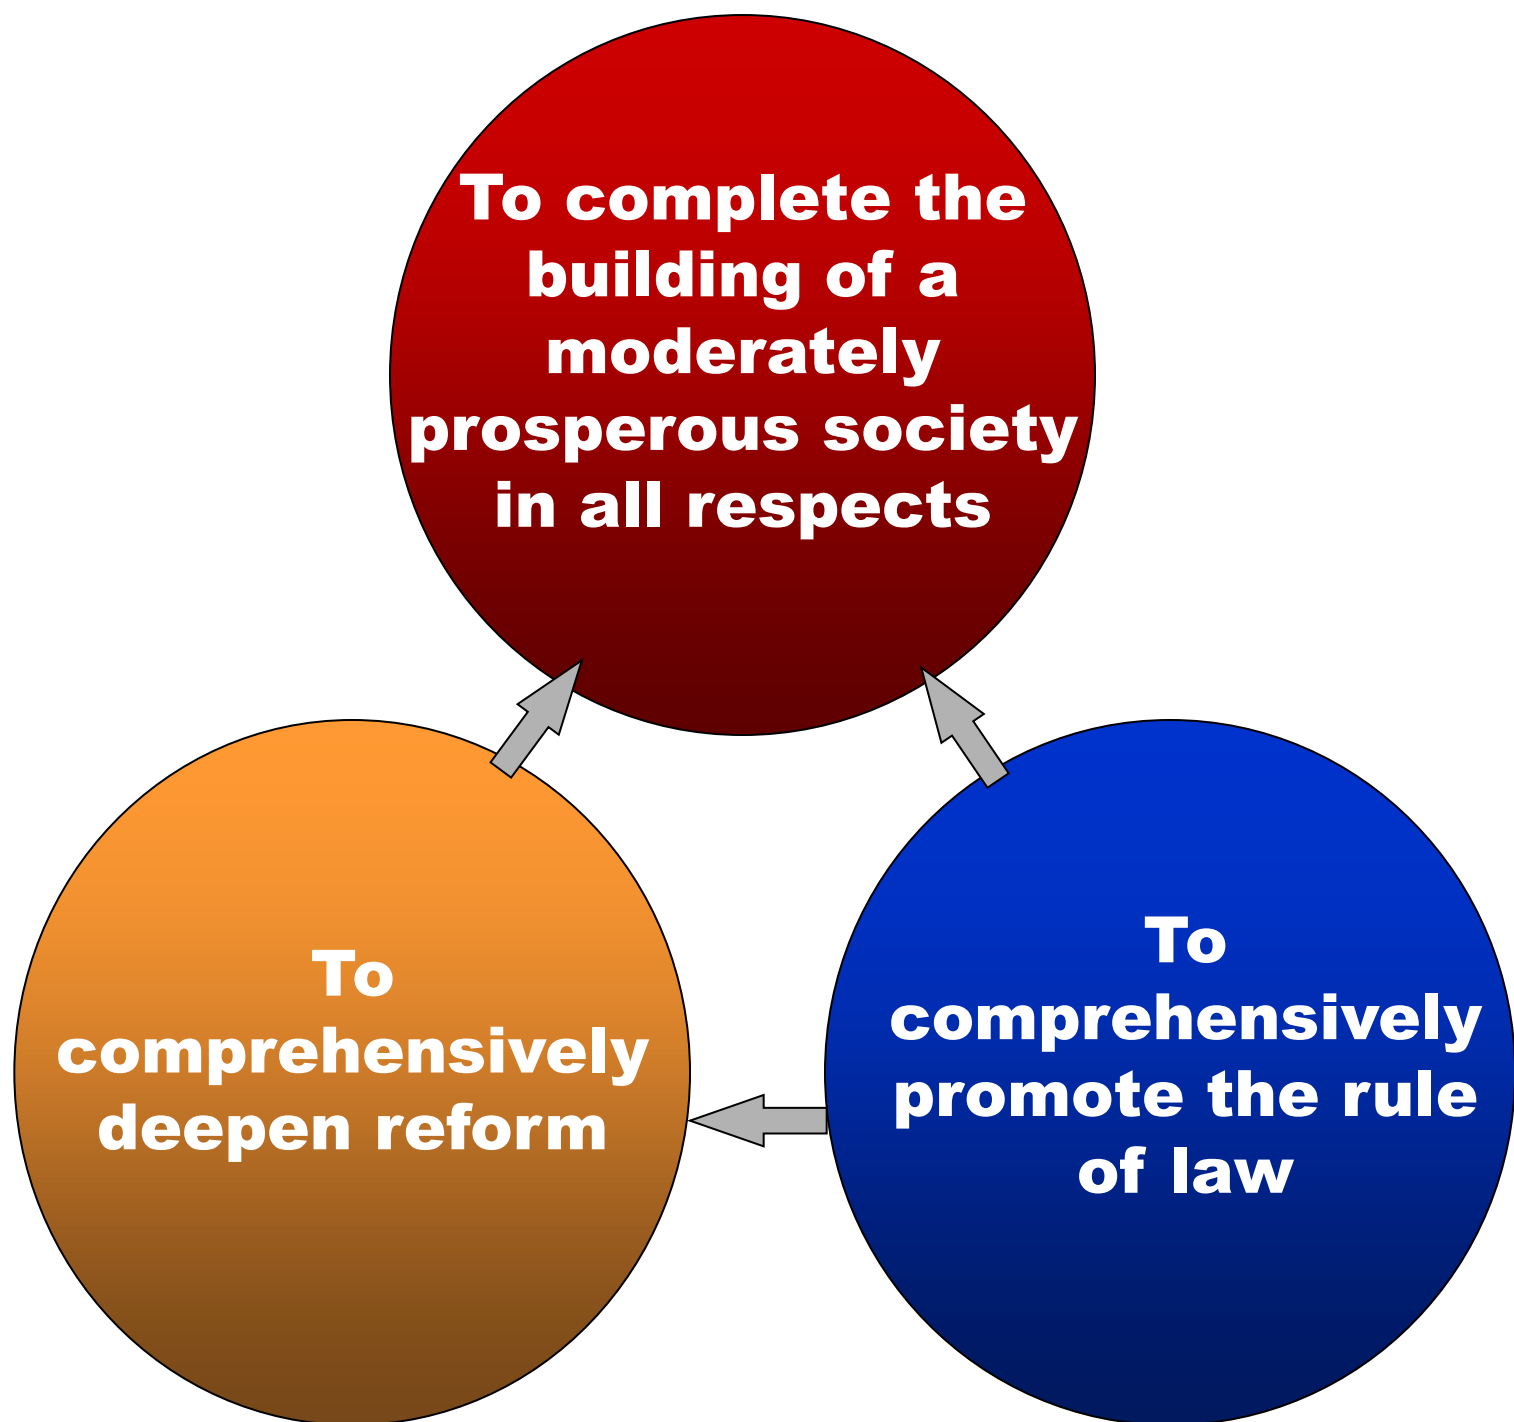 To complete the
building of a
moderately
prosperous society
in all respects
To
comprehensively
deepen reform
To
comprehensively
promote the rule
of law